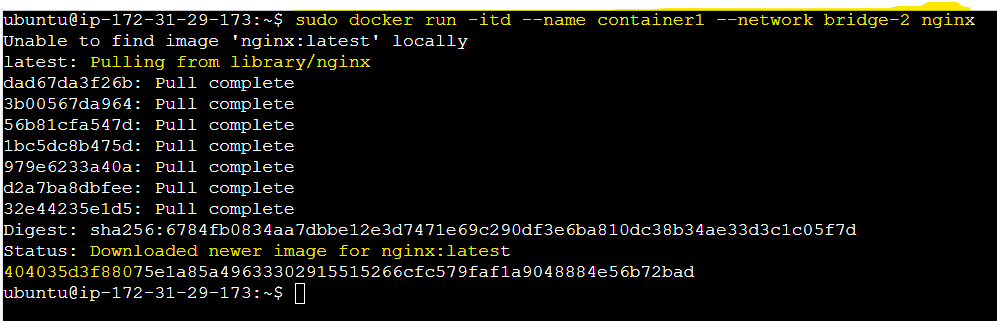 ubuntu@ip-172-31-29-173:~$ sudo docker run -itd --name container1 --network bridge-2 nginx
Unable to find image 'nginx:latest' locally
latest: Pulling from library/nginx
dad67da3f26b: Pull complete
3b00567da964: Pull complete
56b81cfa547d: Pull complete
1bc5dc8b475d: Pull complete
979e6233a40a: Pull complete
d2a7ba8dbfee: Pull complete
32e44235e1d5: Pull complete
Digest: sha256:6784fb0834aa7dbbe12e3d7471e69c290df3e6ba810dc38b34ae33d3c1c05f7d
Status: Downloaded newer image for nginx:latest
404035d3f88075e1a85a49633302915515266cfc579faf1a9048884e56b72bad
ubuntu@ip-172-31-29-173:~$